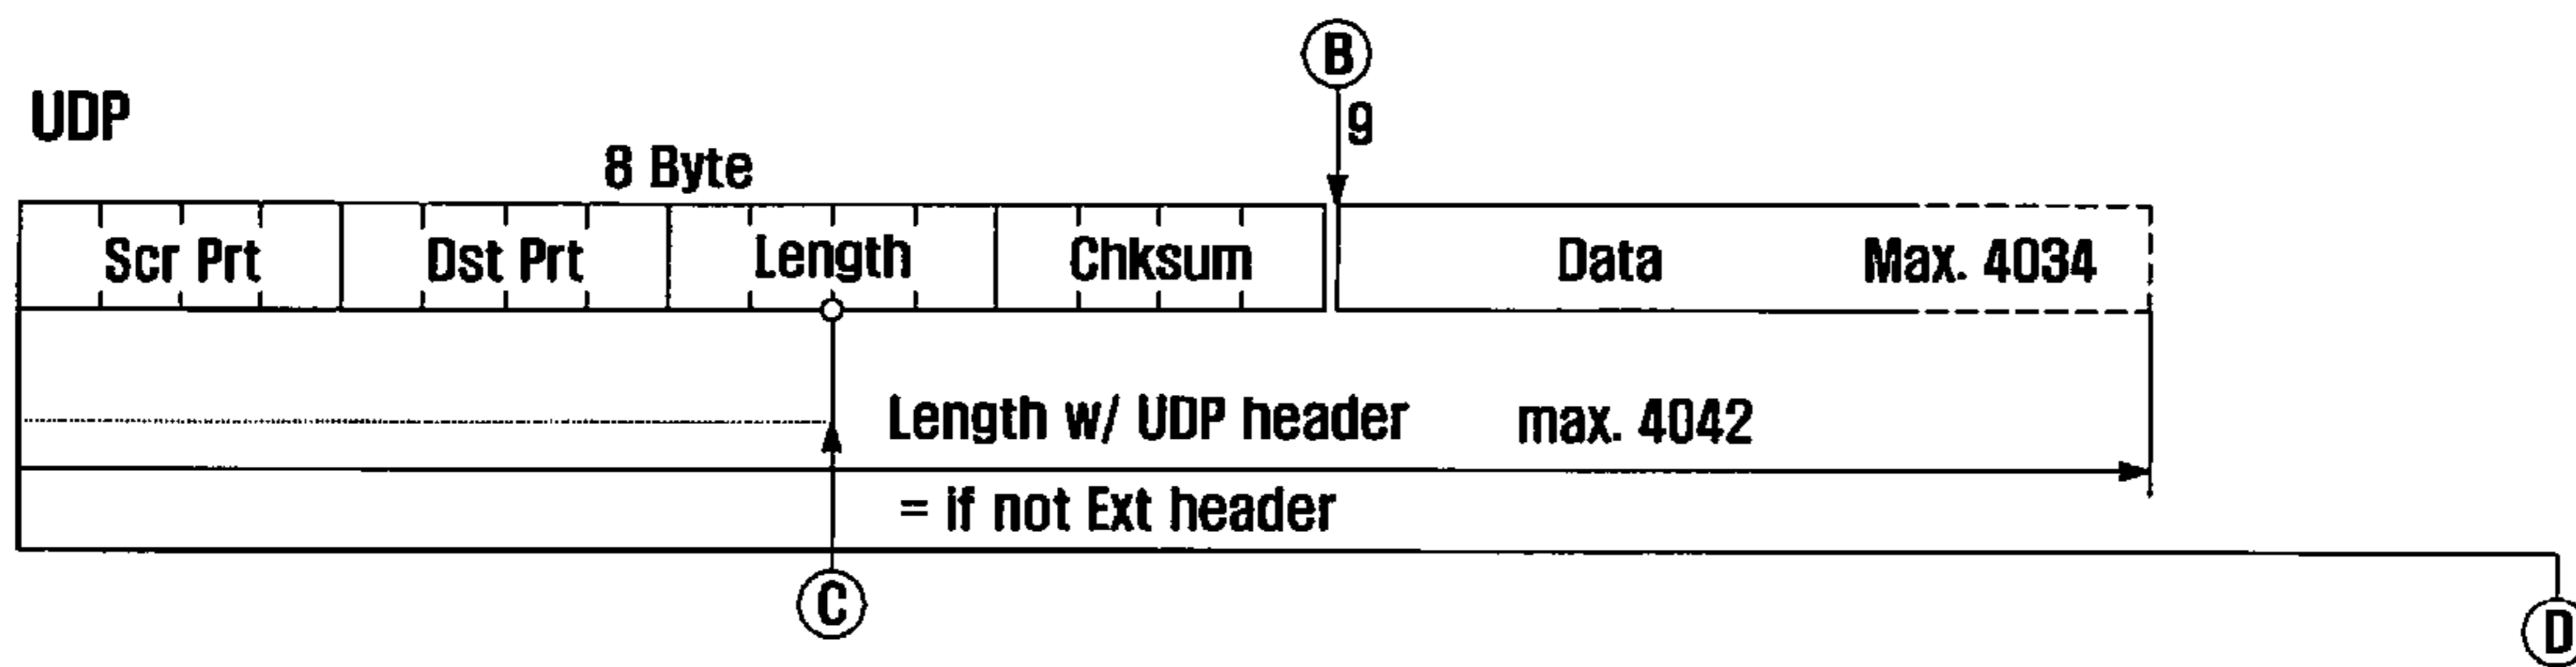 B
9
UDP
8 Byte
Scr Prt Dst Prt Length Chksum Data Max. 4034
Length w/ UDP header max. 4042
= if not Ext header
C
D